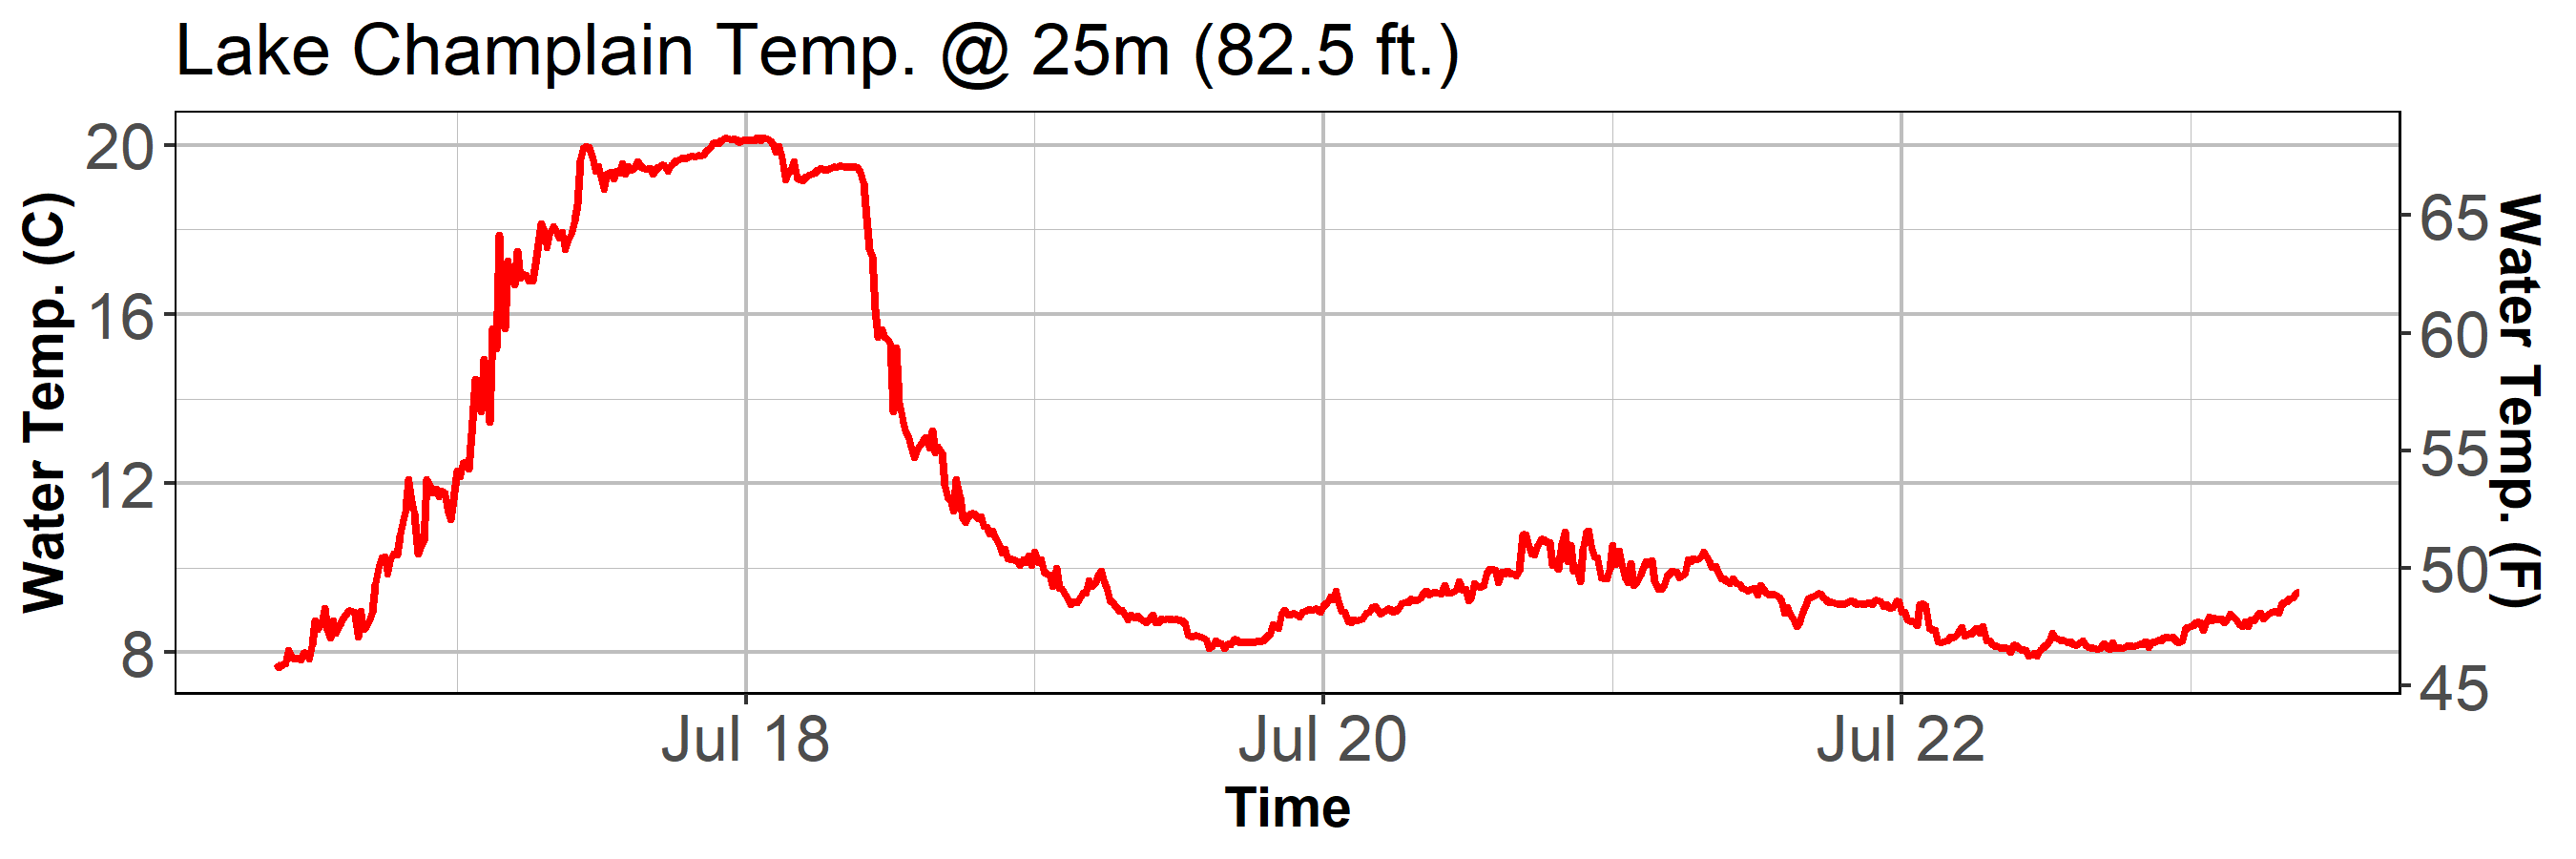 Lake Champlain Temp. @ 25m (82.5 ft.)
Water Temp. (C)
20
16
12
8
65
60
55
50
45
Water Temp. (F)
Jul 18
Jul 20
Jul 22
Time